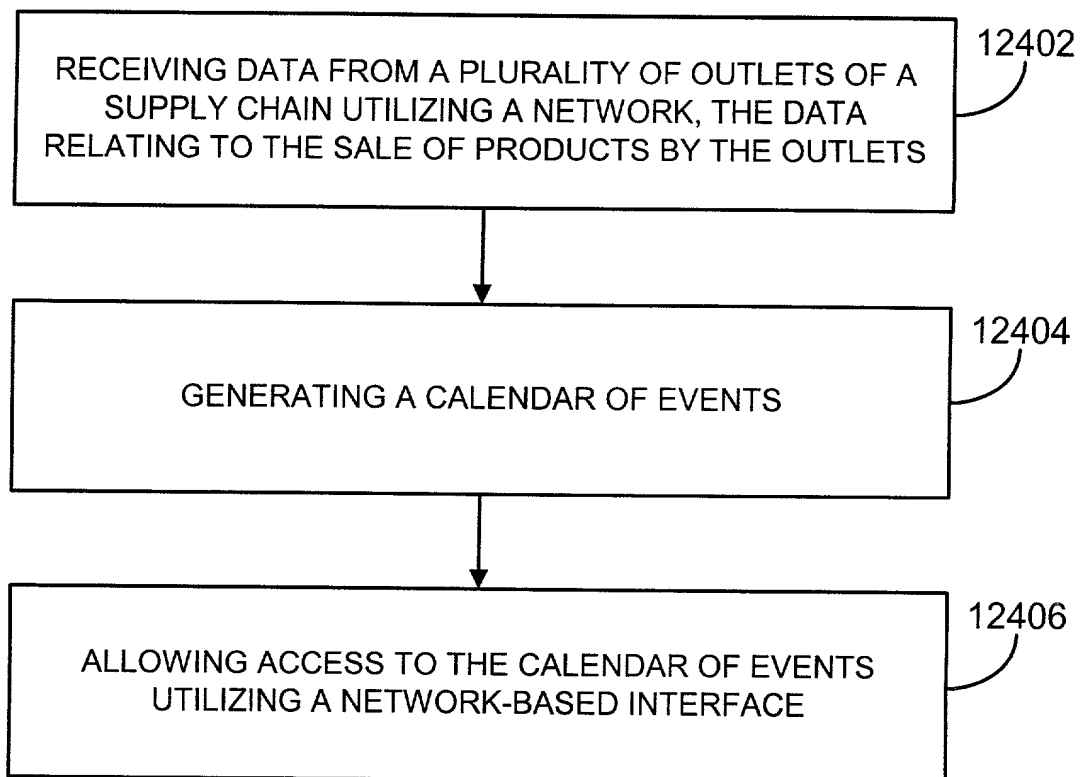 12402
RECEIVING DATA FROM A PLURALITY OF OUTLETS OF A
SUPPLY CHAIN UTILIZING A NETWORK, THE DATA
RELATING TO THE SALE OF PRODUCTS BY THE OUTLETS
12404
GENERATING A CALENDAR OF EVENTS
12406
ALLOWING ACCESS TO THE CALENDAR OF EVENTS
UTILIZING A NETWORK-BASED INTERFACE